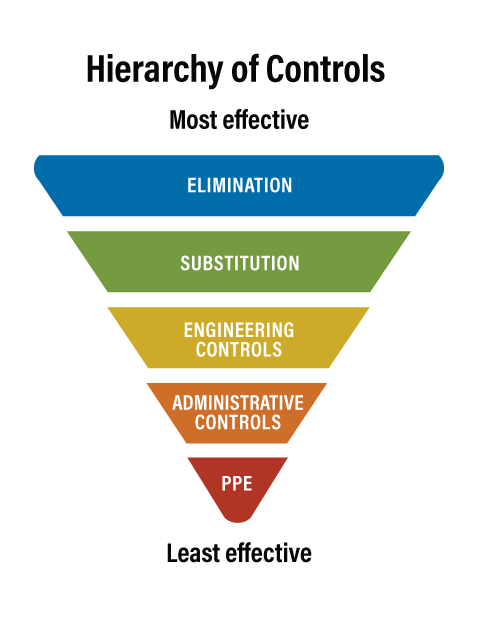 Hierarchy of Controls
Most effective
ELIMINATION
SUBSTITUTION
ENGINEERING
CONTROLS
ADMINISTRATIVE
CONTROLS
PPE
Least effective